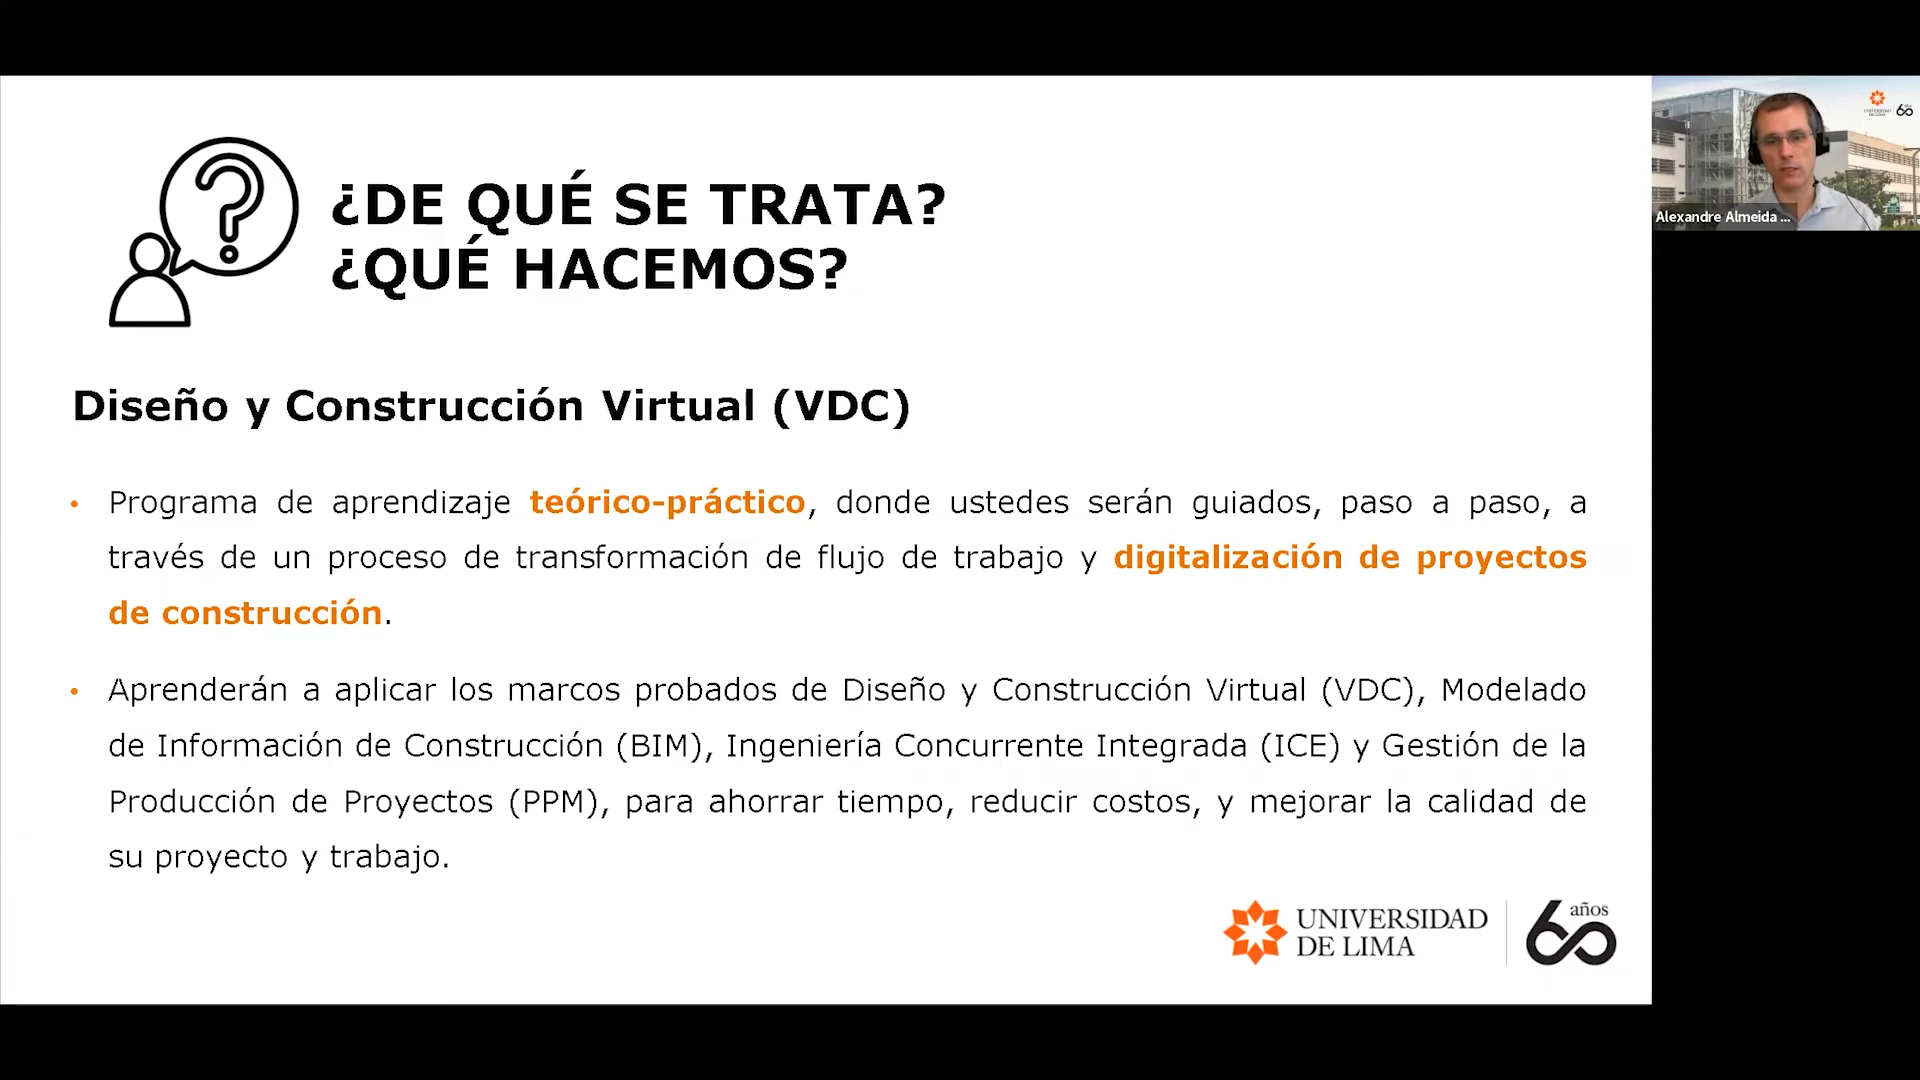 ¿DE QUÉ SE TRATA?
¿QUÉ HACEMOS?
Diseño y Construcción Virtual (VDC)
• Programa de aprendizaje teórico-práctico, donde ustedes serán guiados, paso a paso, a
través de un proceso de transformación de flujo de trabajo y digitalización de proyectos
de construcción.
• Aprenderán a aplicar los marcos probados de Diseño y Construcción Virtual (VDC), Modelado
de Información de Construcción (BIM), Ingeniería Concurrente Integrada (ICE) y Gestión de la
Producción de Proyectos (PPM), para ahorrar tiempo, reducir costos, y mejorar la calidad de
su proyecto y trabajo.
UNIVERSIDAD
DE LIMA
60 años
UNIVERSIDAD
DE LIMA
60
Alexandre Almeida ...